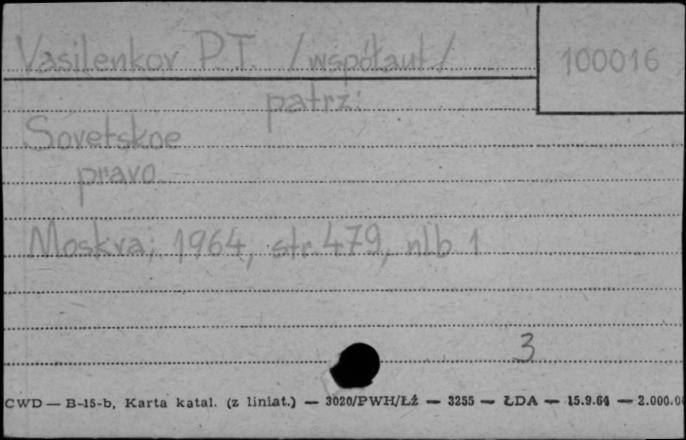 Vasilenkov P.T. /współaut/
100016
patrz:
Sovetskoe
pravo
Moskva, 1964, str. 479, nlb 1
3
CWD — B-15-b, Karta katal. (z liniat.) — 3020/PWH/Łź — 3255 — ŁDA — 15.9.64 — 2.000.0